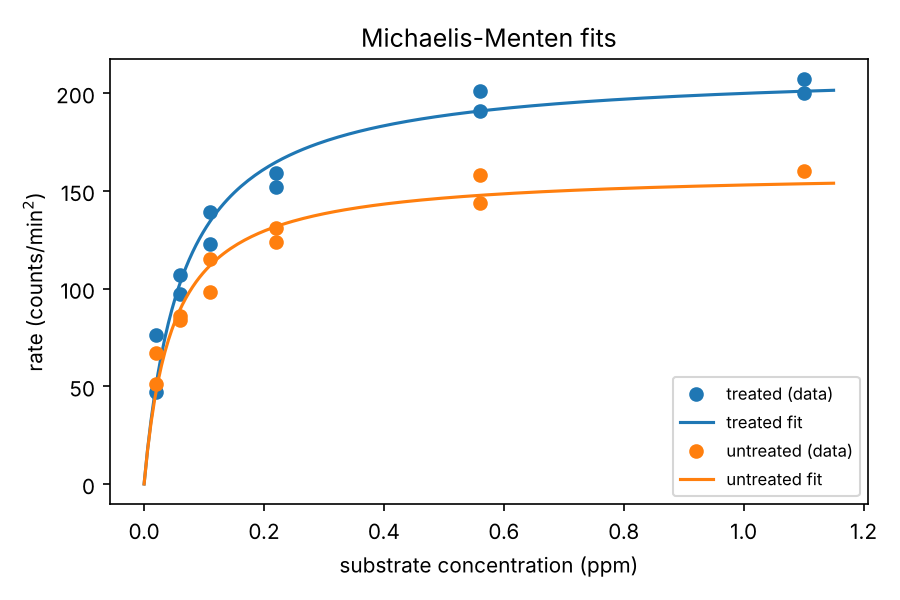 Michaelis-Menten fits
rate (counts/min²)
200
150
100
50
0
0.0 0.2 0.4 0.6 0.8 1.0 1.2
substrate concentration (ppm)
treated (data)
treated fit
untreated (data)
untreated fit